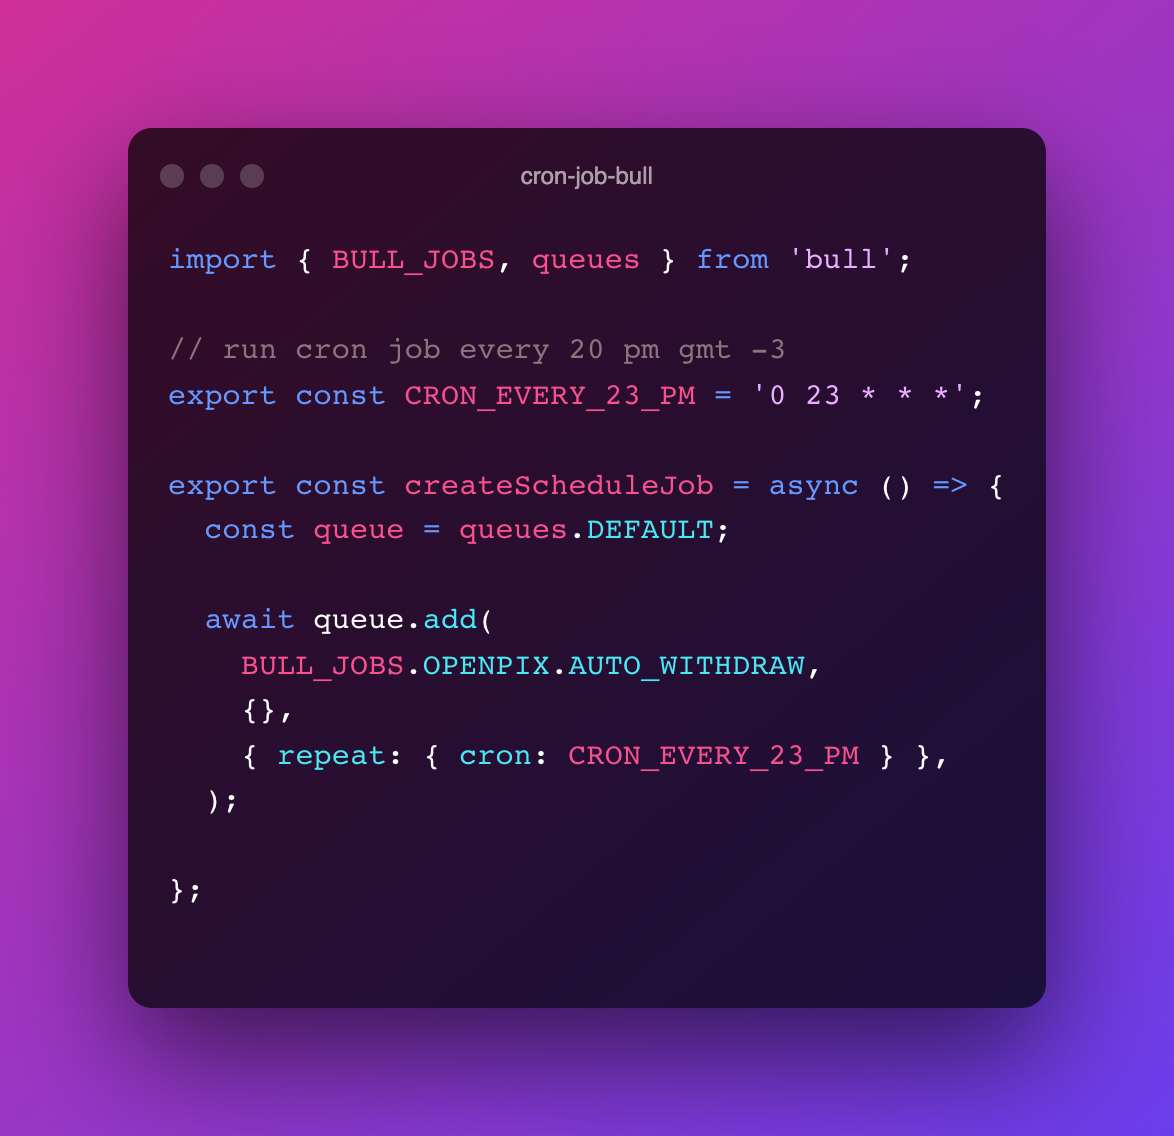 cron-job-bull
import { BULL_JOBS, queues } from 'bull';
// run cron job every 20 pm gmt -3
export const CRON_EVERY_23_PM = '0 23 * * *';
export const createScheduleJob = async () => {
  const queue = queues.DEFAULT;
  await queue.add(
    BULL_JOBS.OPENPIX.AUTO_WITHDRAW,
    {},
    { repeat: { cron: CRON_EVERY_23_PM } },
  );
};